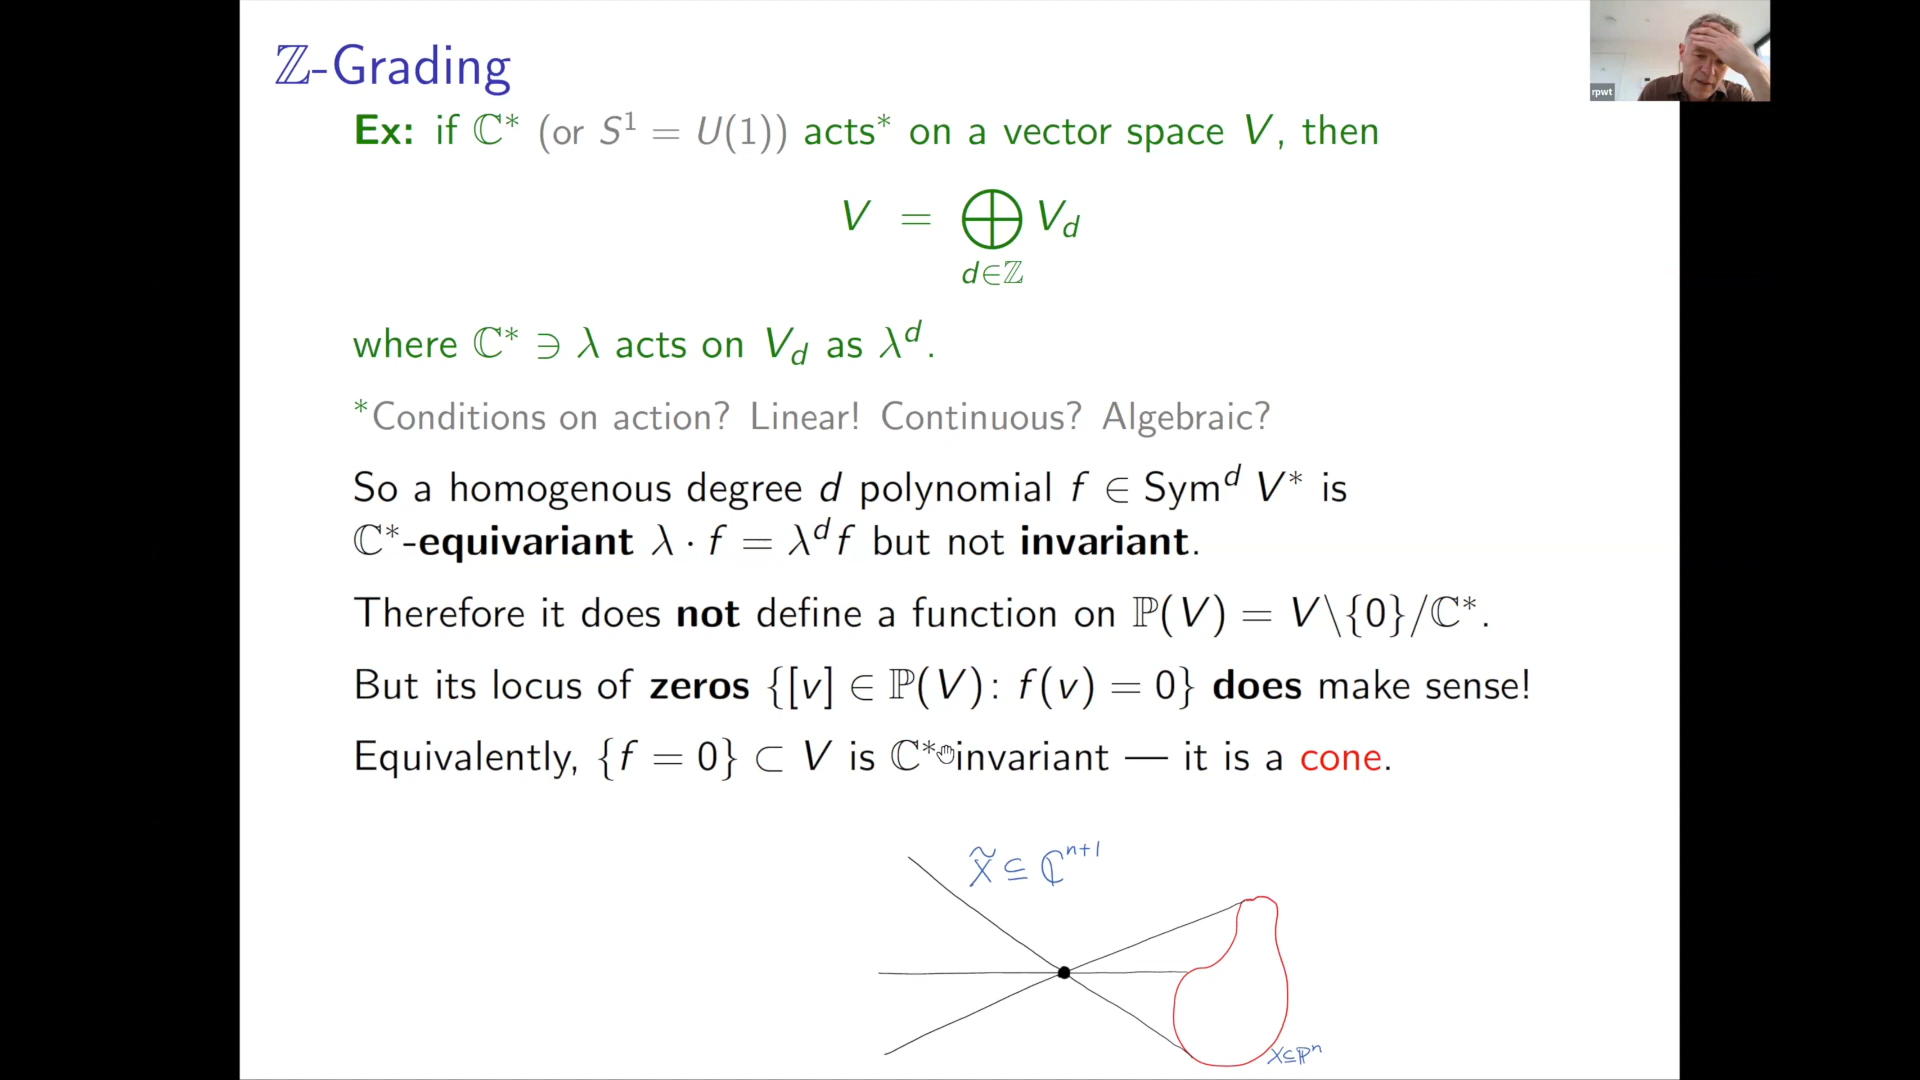 ℤ-Grading
rpwt
Ex: if ℂ* (or S¹ = U(1)) acts* on a vector space V, then
V = ⨁ V_d
d∈ℤ
where ℂ* ∋ λ acts on V_d as λ^d.
*Conditions on action? Linear! Continuous? Algebraic?
So a homogenous degree d polynomial f ∈ Sym^d V* is
ℂ*-equivariant λ · f = λ^d f but not invariant.
Therefore it does not define a function on ℙ(V) = V\{0}/ℂ*.
But its locus of zeros {[v] ∈ ℙ(V): f(v) = 0} does make sense!
Equivalently, {f = 0} ⊂ V is ℂ* invariant — it is a cone.
X̃ ⊆ ℂ^{n+1}
X⊆ℙ^n